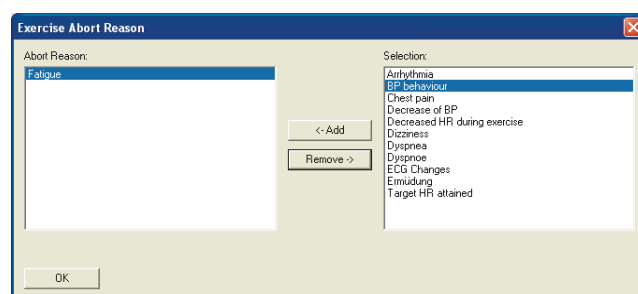 Exercise Abort Reason
Abort Reason:
Fatigue
<- Add
Remove ->
Selection:
Arrhythmia
BP behaviour
Chest pain
Decrease of BP
Decreased HR during exercise
Dizziness
Dyspnea
Dyspnoe
ECG Changes
Ermüdung
Target HR attained
OK